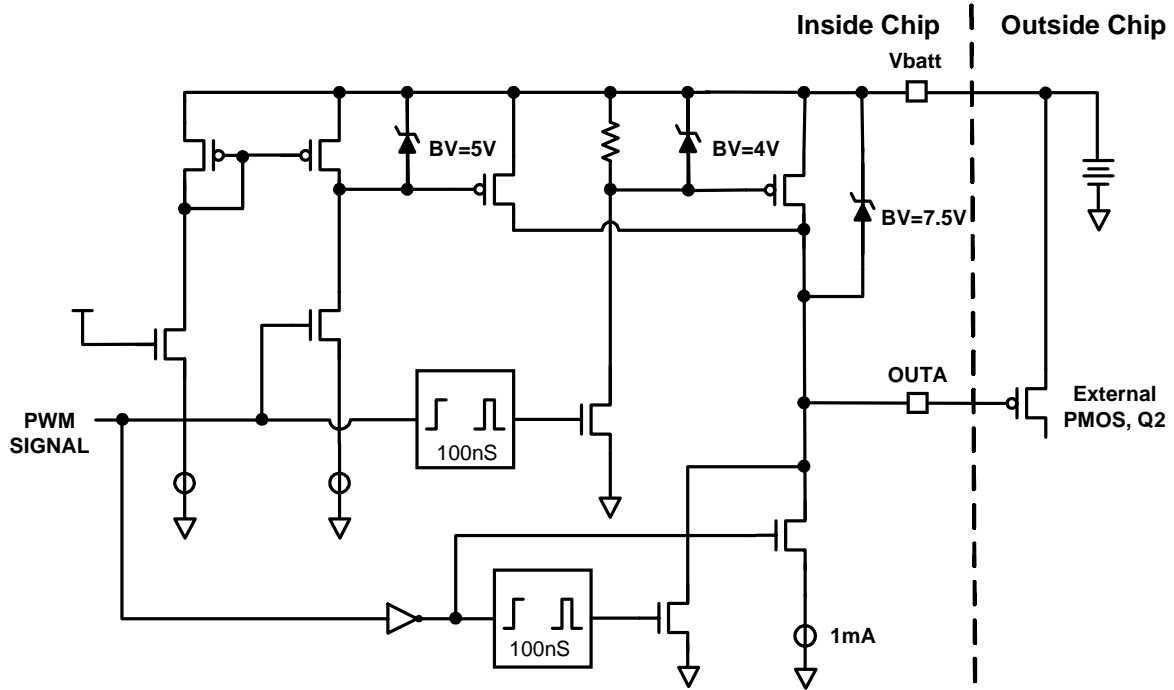 Inside Chip
Outside Chip
Vbatt
BV=5V
BV=4V
BV=7.5V
OUTA
External
PMOS, Q2
PWM
SIGNAL
100nS
1mA
100nS